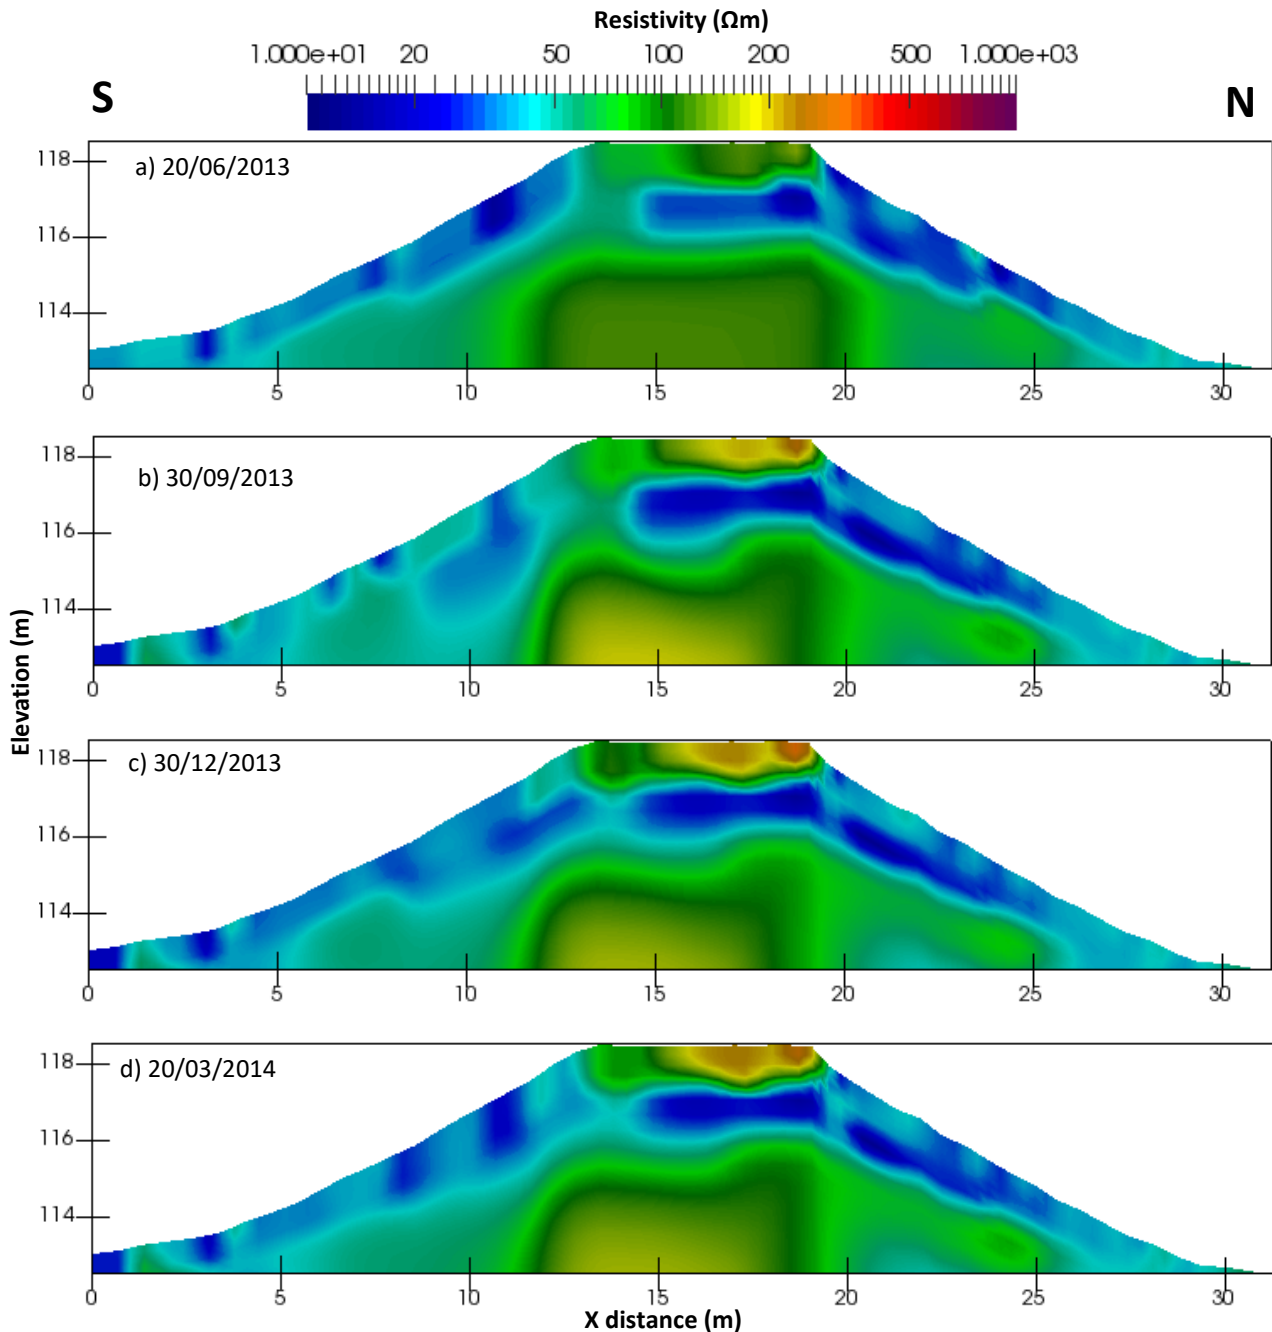 Resistivity (Ωm)
1.000e+01 20 50 100 200 500 1.000e+03
S N
a) 20/06/2013
118
116
114
0 5 10 15 20 25 30
b) 30/09/2013
118
116
114
0 5 10 15 20 25 30
Elevation (m)
c) 30/12/2013
118
116
114
0 5 10 15 20 25 30
d) 20/03/2014
118
116
114
0 5 10 15 20 25 30
X distance (m)